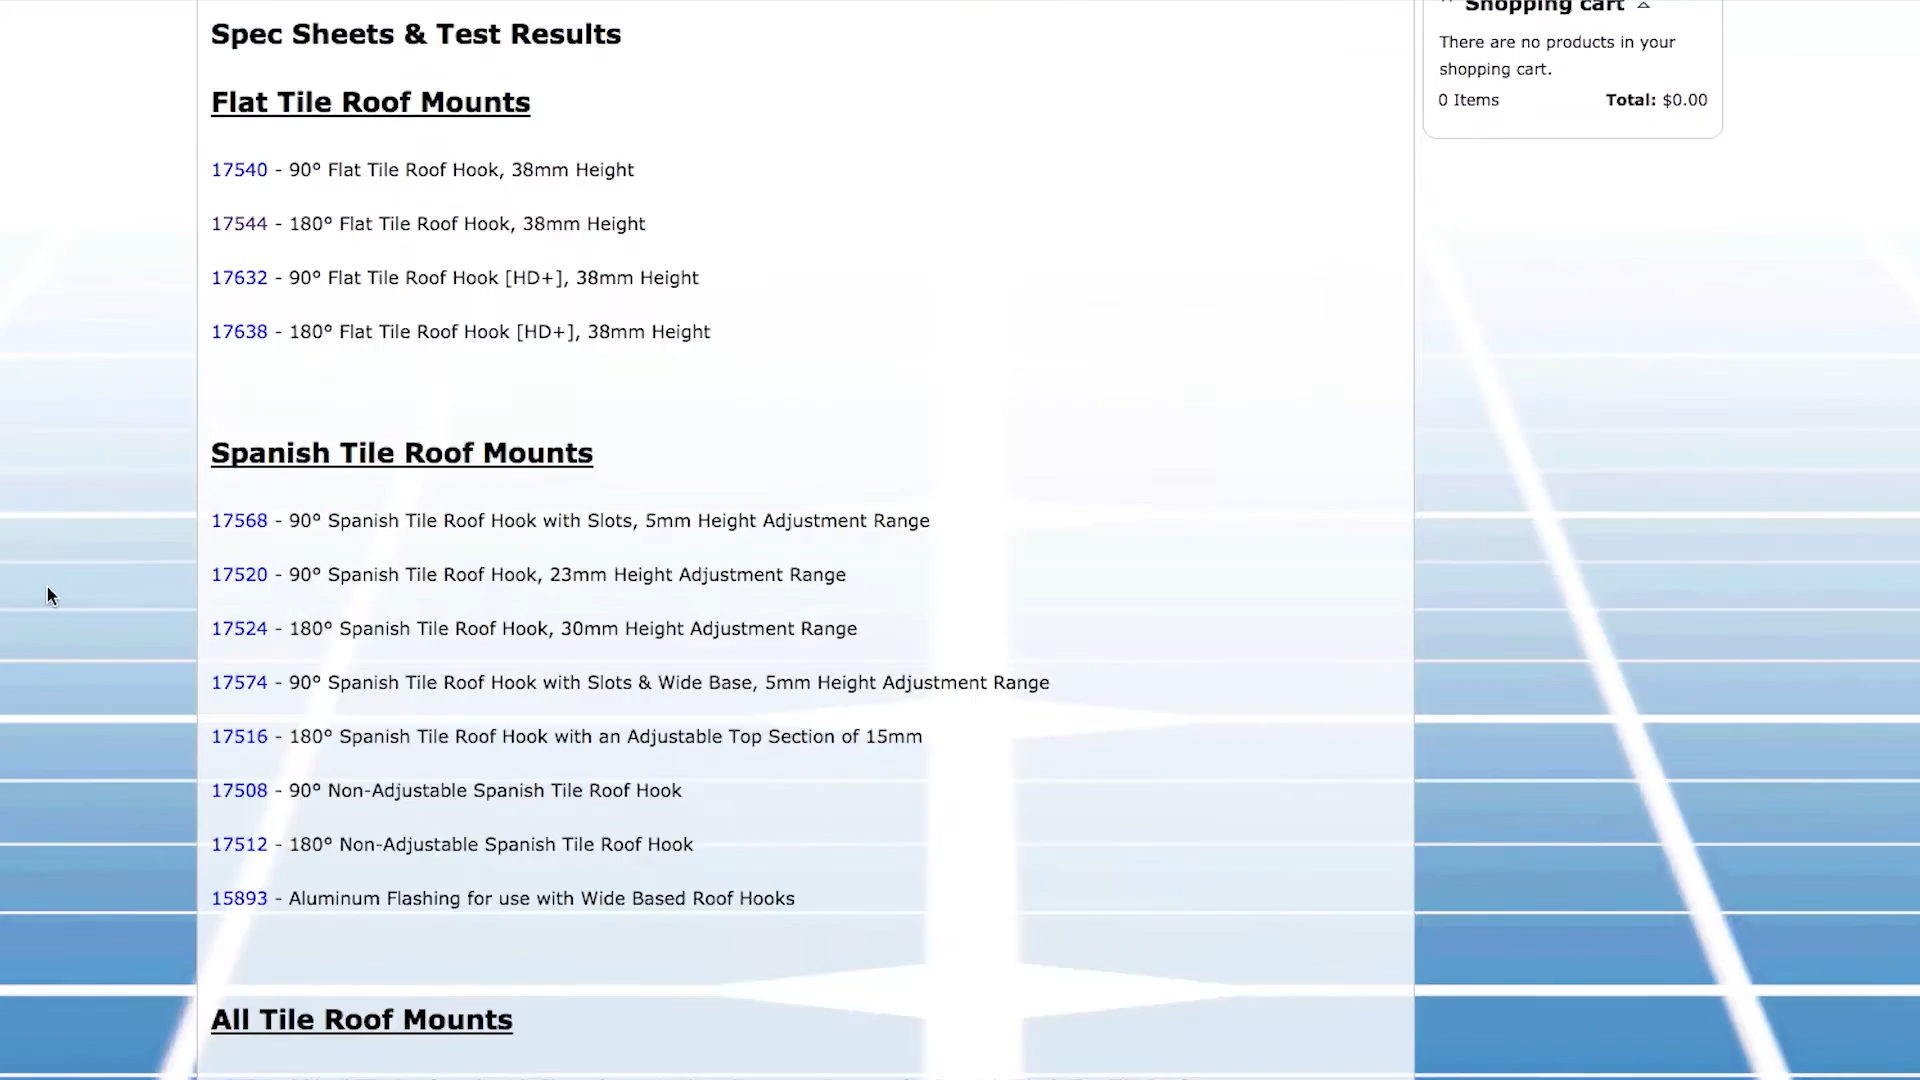 Shopping cart
Spec Sheets & Test Results
There are no products in your
shopping cart.
0 Items Total: $0.00
Flat Tile Roof Mounts
17540 - 90° Flat Tile Roof Hook, 38mm Height
17544 - 180° Flat Tile Roof Hook, 38mm Height
17632 - 90° Flat Tile Roof Hook [HD+], 38mm Height
17638 - 180° Flat Tile Roof Hook [HD+], 38mm Height
Spanish Tile Roof Mounts
17568 - 90° Spanish Tile Roof Hook with Slots, 5mm Height Adjustment Range
17520 - 90° Spanish Tile Roof Hook, 23mm Height Adjustment Range
17524 - 180° Spanish Tile Roof Hook, 30mm Height Adjustment Range
17574 - 90° Spanish Tile Roof Hook with Slots & Wide Base, 5mm Height Adjustment Range
17516 - 180° Spanish Tile Roof Hook with an Adjustable Top Section of 15mm
17508 - 90° Non-Adjustable Spanish Tile Roof Hook
17512 - 180° Non-Adjustable Spanish Tile Roof Hook
15893 - Aluminum Flashing for use with Wide Based Roof Hooks
All Tile Roof Mounts